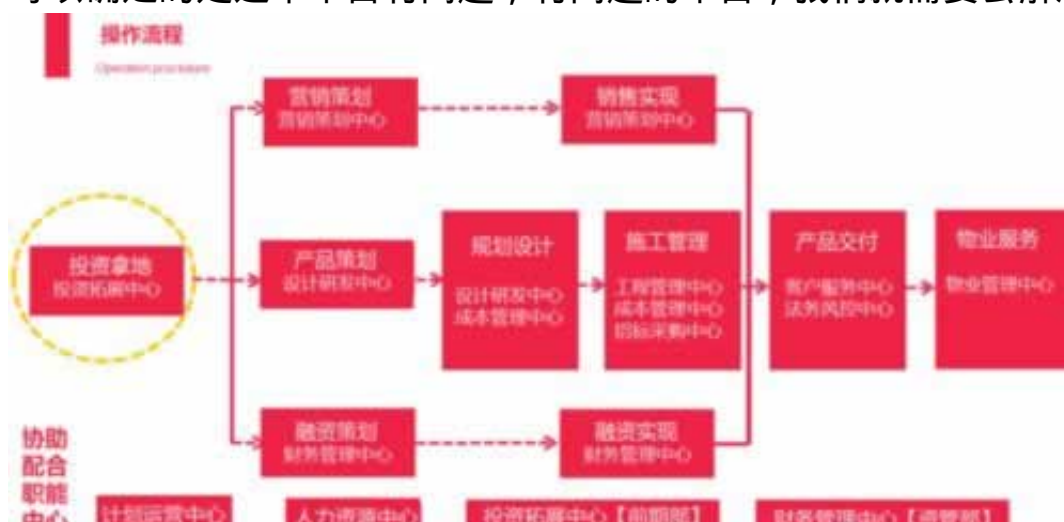 操作流程
Operation procedure
营销策划
营销策划中心
销售实现
营销策划中心
投资拿地
投资拓展中心
产品策划
设计研发中心
规划设计
设计研发中心
成本管理中心
施工管理
工程管理中心
成本管理中心
招标采购中心
产品交付
客户服务中心
法务风控中心
物业服务
物业管理中心
融资策划
财务管理中心
融资实现
财务管理中心
协助
配合
职能
中心
计划运营中心
人力资源中心
投资拓展中心【前期部】
财务管理中心【资管部】